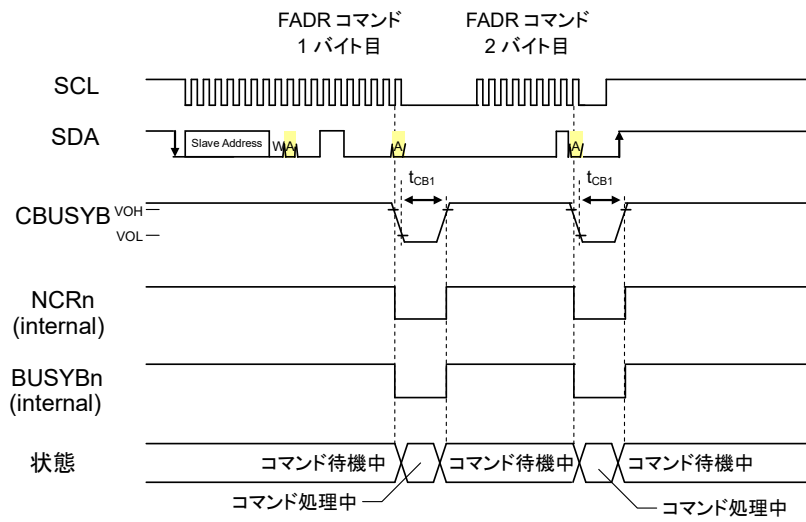 FADR コマンド
1 バイト目
FADR コマンド
2 バイト目
SCL
SDA
Slave Address
W
A
A
A
tCB1
tCB1
CBUSYB
VOH
VOL
NCRn
(internal)
BUSYBn
(internal)
状態
コマンド待機中
コマンド待機中
コマンド待機中
コマンド処理中
コマンド処理中